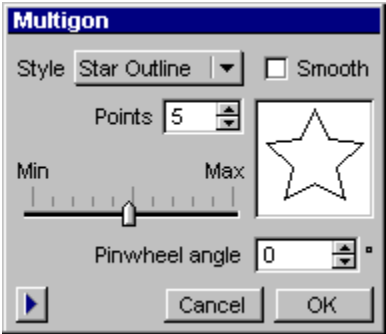 Multigon
Style Star Outline Smooth
Points 5
Min Max
Pinwheel angle 0 °
Cancel OK